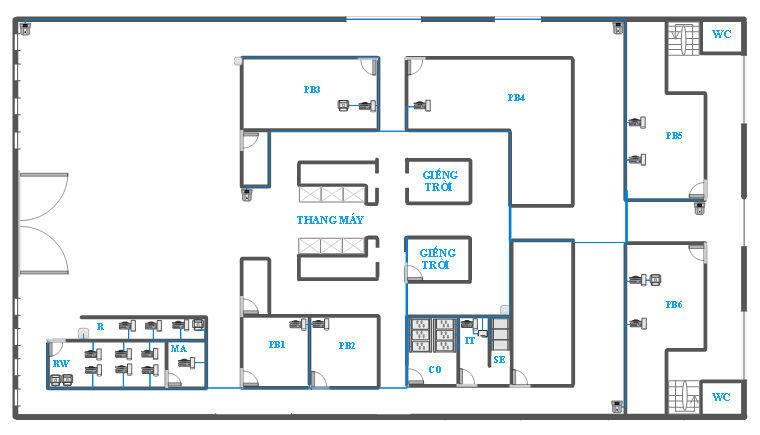 WC
PB3
PB4
PB5
GIẾNG
TRỜI
THANG MÁY
GIẾNG
TRỜI
PB6
R
PB1
PB2
IT
MA
RW
CO
SE
WC